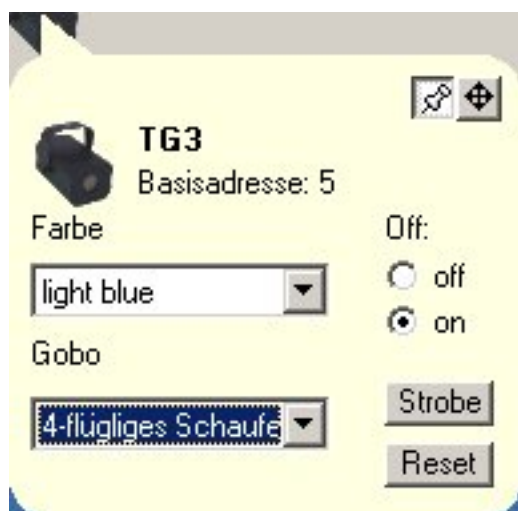 TG3
Basisadresse: 5
Farbe
light blue
Gobo
4-flügliges Schaufe
Off:
off
on
Strobe
Reset